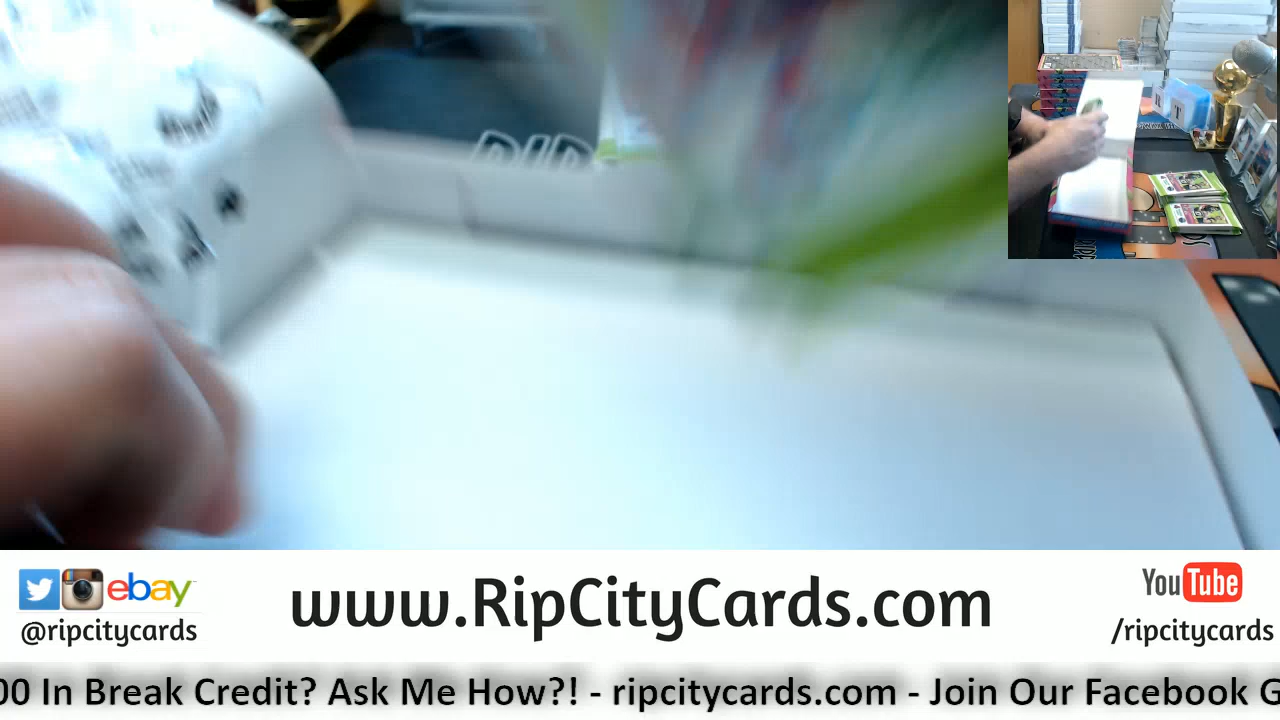 RIP
ebay
@ripcitycards
www.RipCityCards.com
YouTube
/ripcitycards
00 In Break Credit? Ask Me How?! - ripcitycards.com - Join Our Facebook G